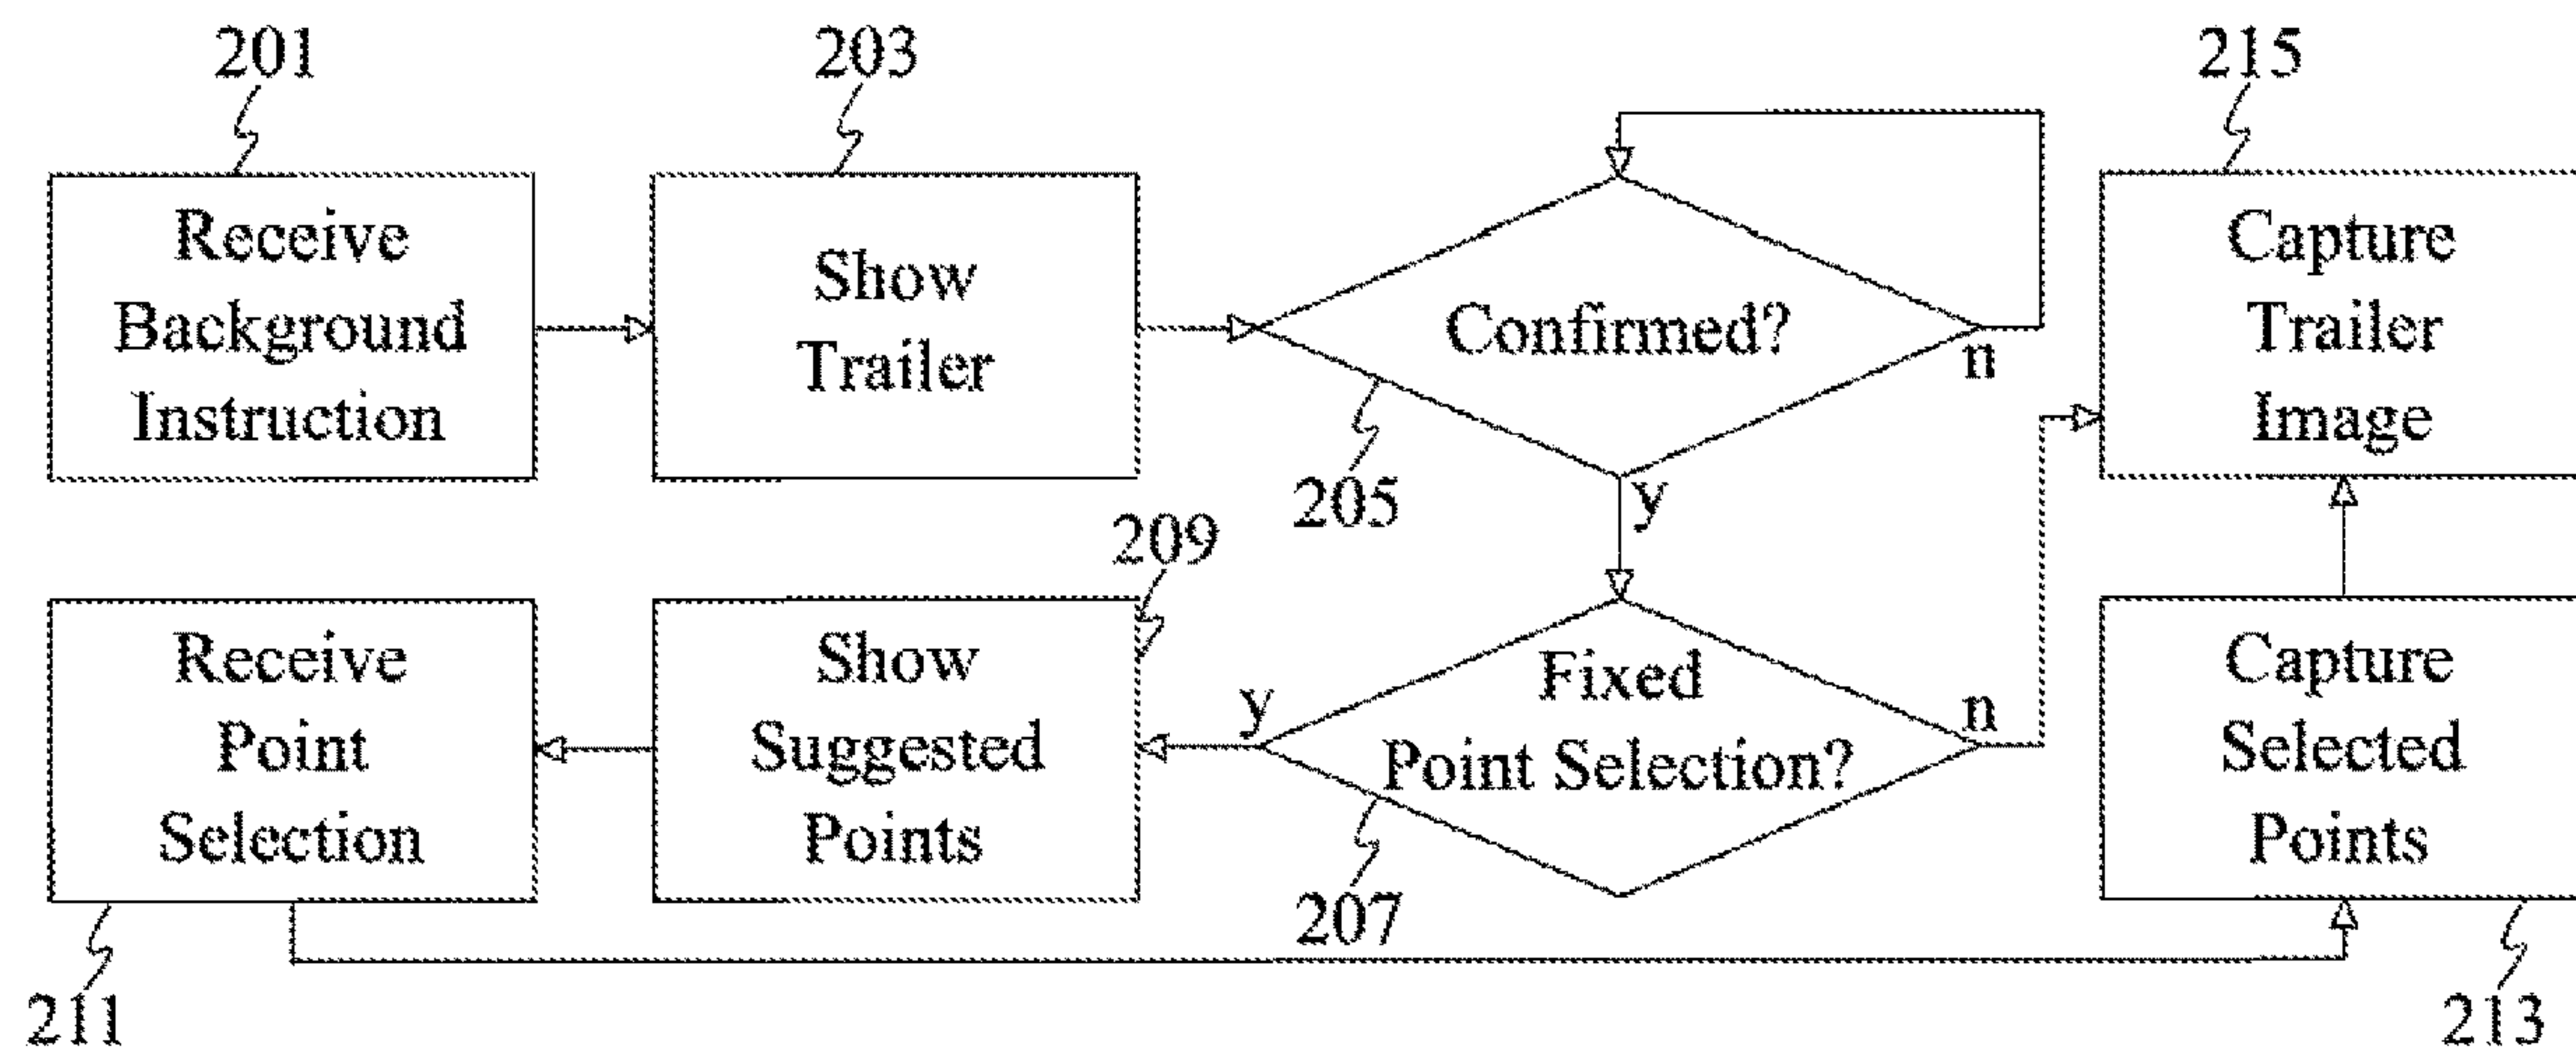 201
203
215
Receive
Background
Instruction
Show
Trailer
Confirmed?
n
y
205
Capture
Trailer
Image
209
211
Receive
Point
Selection
Show
Suggested
Points
y
Fixed
Point Selection?
n
207
Capture
Selected
Points
213